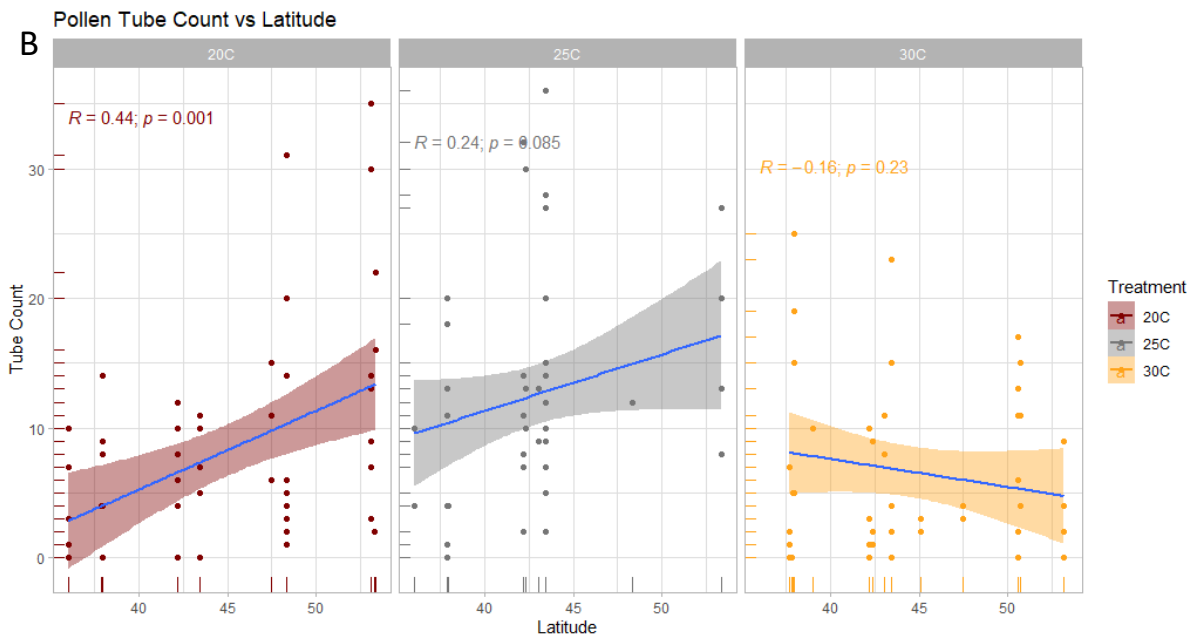 Pollen Tube Count vs Latitude
B
20C
25C
30C
R = 0.44; p = 0.001
R = 0.24; p = 0.085
R = −0.16; p = 0.23
Tube Count
30
20
10
0
40
45
50
40
45
50
40
45
50
Latitude
Treatment
a 20C
a 25C
a 30C